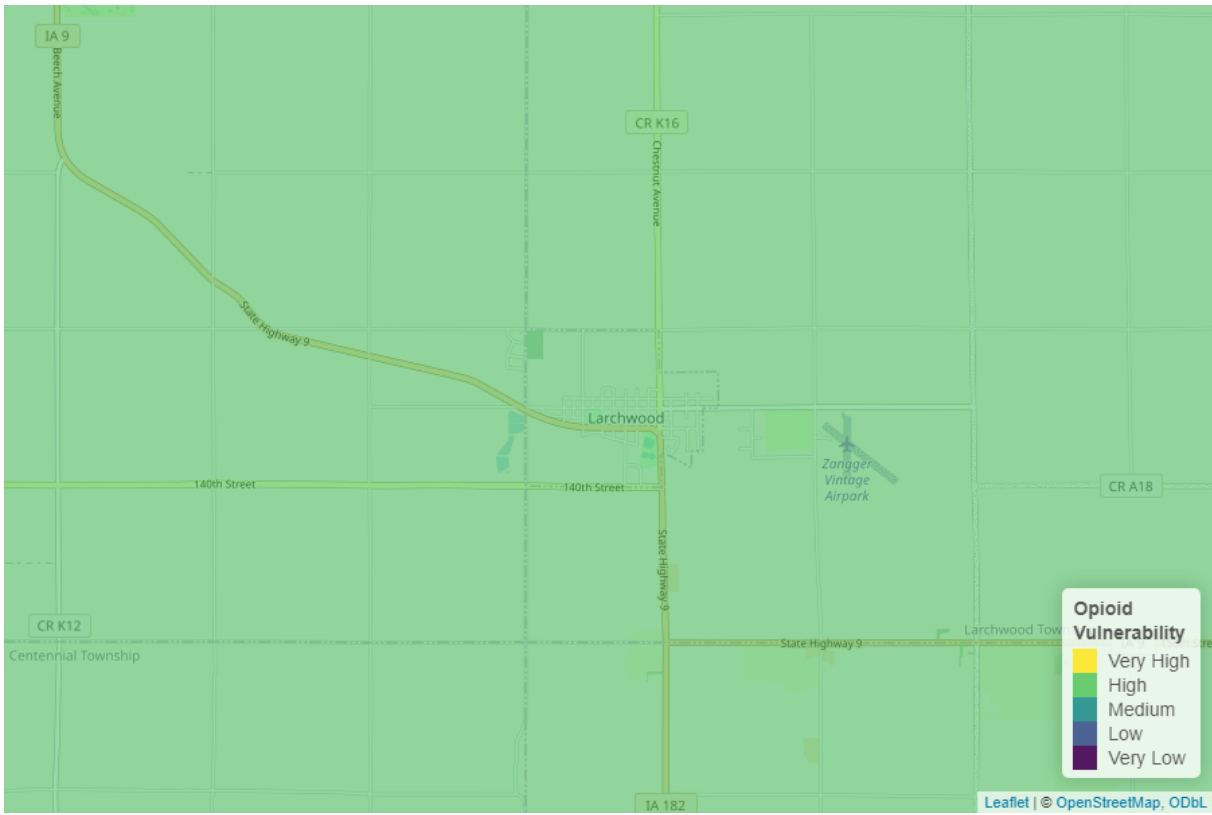 IA 9
Beech Avenue
CR K16
Chestnut Avenue
State Highway 9
Larchwood
Zangger
Vintage
Airpark
140th Street
140th Street
CR A18
State Highway 9
CR K12
Centennial Township
State Highway 9
Larchwood Town
IA 182
Opioid
Vulnerability
Very High
High
Medium
Low
Very Low
Leaflet | © OpenStreetMap, ODbL